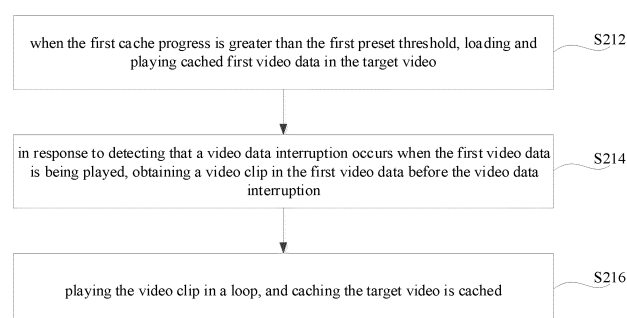 when the first cache progress is greater than the first preset threshold, loading and
playing cached first video data in the target video
S212
in response to detecting that a video data interruption occurs when the first video data
is being played, obtaining a video clip in the first video data before the video data
interruption
S214
playing the video clip in a loop, and caching the target video is cached
S216